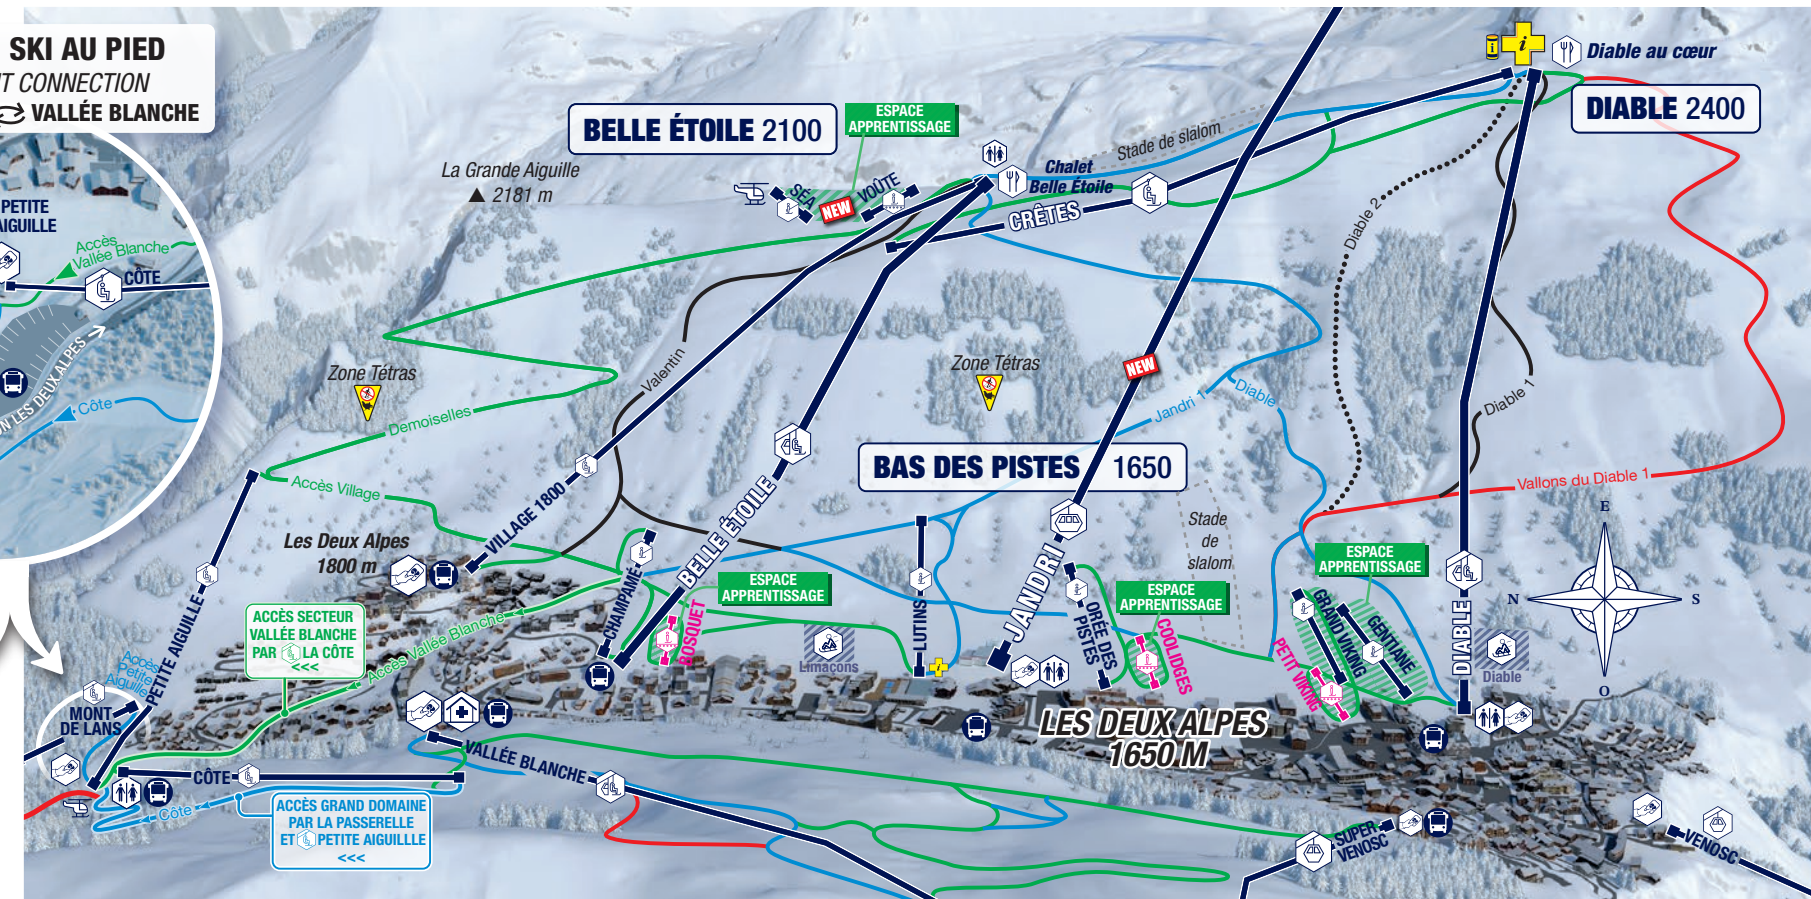 SKI AU PIED
CONNECTION
VALLÉE BLANCHE
PETITE
AIGUILLE
Accès
Vallée Blanche
CÔTE
LES DEUX ALPES
Côte
BELLE ÉTOILE 2100
ESPACE
APPRENTISSAGE
La Grande Aiguille
▲ 2181 m
SÉA
NEW
VOÛTE
Chalet
Belle Étoile
CRÊTES
Stade de slalom
i
i
Diable au cœur
DIABLE 2400
Diable 2
Diable 1
Zone Tétras
Valentin
Zone Tétras
NEW
Jandri 1
Diable
Demoiselles
Accès Village
VILLAGE 1800
BELLE ÉTOILE
BAS DES PISTES 1650
Vallons du Diable 1
Stade
de
slalom
Les Deux Alpes
1800 m
PETITE AIGUILLE
CHAMPAMÉ
ESPACE
APPRENTISSAGE
BOSQUET
Limaçons
LUTINS
i
JANDRI
ORÉE DES
PISTES
ESPACE
APPRENTISSAGE
COOLIDGES
ESPACE
APPRENTISSAGE
GRAND VIKING
GENTIANE
PETIT VIKING
DIABLE
Diable
E
N
S
O
ACCÈS SECTEUR
VALLÉE BLANCHE
PAR LA CÔTE
<<<
Accès Vallée Blanche
Accès
Petite
Aiguille
MONT
DE LANS
LES DEUX ALPES
1650 M
CÔTE
Côte
VALLÉE BLANCHE
ACCÈS GRAND DOMAINE
PAR LA PASSERELLE
ET PETITE AIGUILLLE
<<<
SUPER
VENOSC
VENOSC